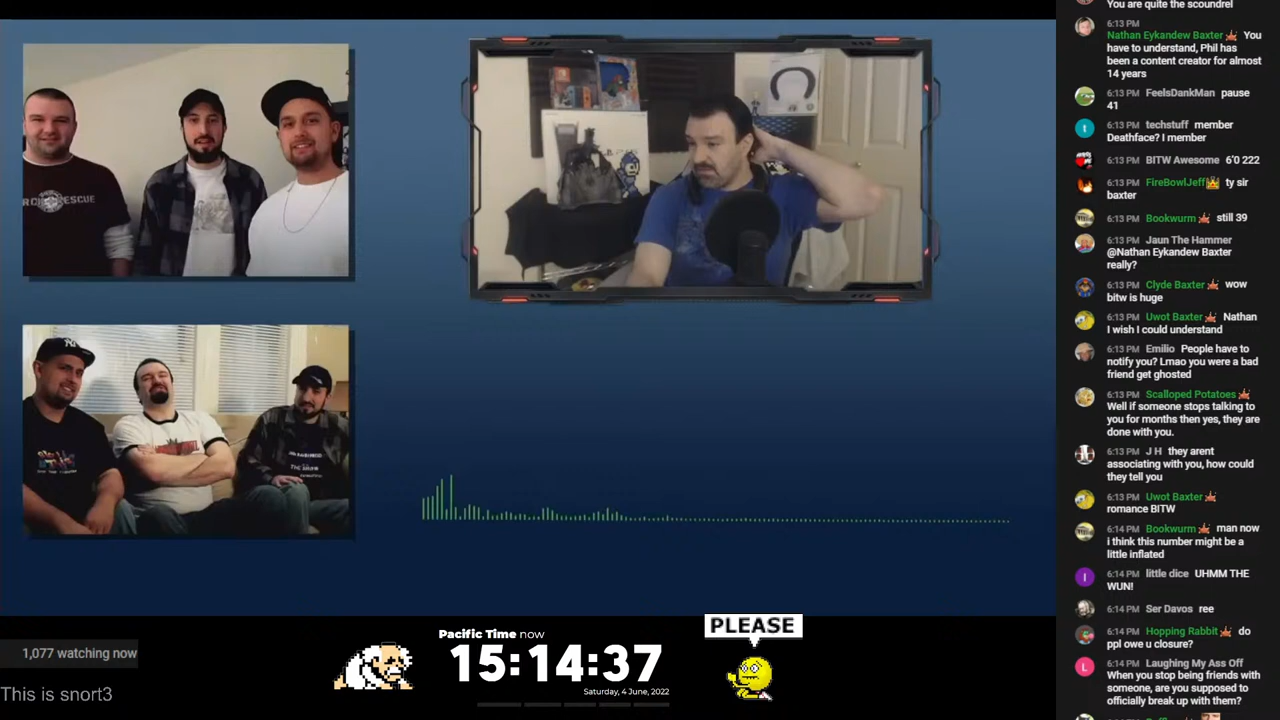 RCH RESCUE
PLEASE
Pacific Time now
15:14:37
Saturday, 4 June, 2022
1,077 watching now
This is snort3
You are quite the scoundrel
6:13 PM
Nathan Eykandew Baxter You
have to understand, Phil has
been a content creator for almost
14 years
6:13 PM FeelsDankMan pause
41
6:13 PM techstuff member
Deathface? I member
6:13 PM BITW Awesome 6'0 222
6:13 PM FireBowlJeff ty sir
baxter
6:13 PM Bookwurm still 39
6:13 PM Jaun The Hammer
@Nathan Eykandew Baxter
really?
6:13 PM Clyde Baxter wow
bitw is huge
6:13 PM Uwot Baxter Nathan
I wish I could understand
6:13 PM Emilio People have to
notify you? Lmao you were a bad
friend get ghosted
6:13 PM Scalloped Potatoes
Well if someone stops talking to
you for months then yes, they are
done with you.
6:13 PM J H they arent
associating with you, how could
they tell you
6:13 PM Uwot Baxter
romance BITW
6:14 PM Bookwurm man now
i think this number might be a
little inflated
6:14 PM little dice UHMM THE
WUN!
6:14 PM Ser Davos ree
6:14 PM Hopping Rabbit do
ppl owe u closure?
6:14 PM Laughing My Ass Off
When you stop being friends with
someone, are you supposed to
officially break up with them?